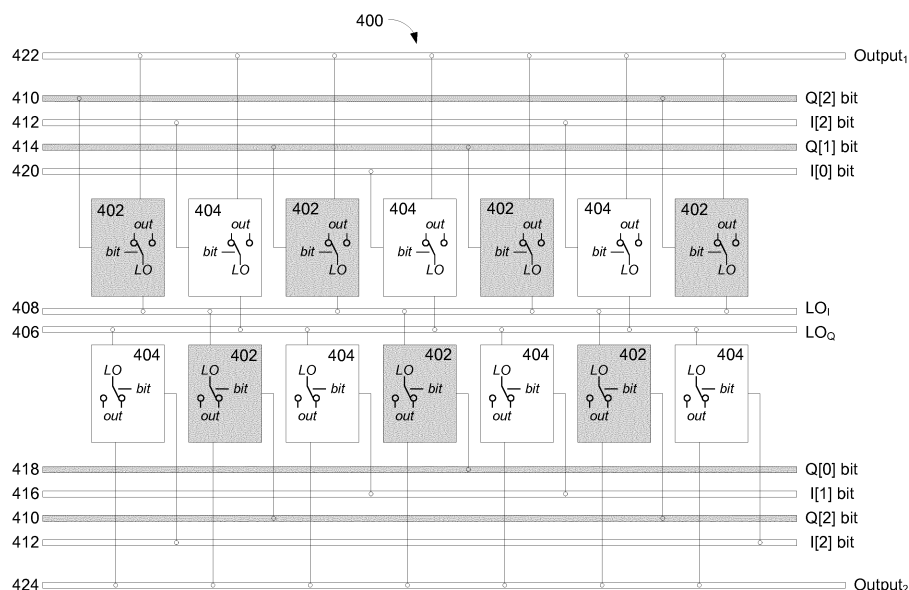 400
422 Output₁
410 Q[2] bit
412 I[2] bit
414 Q[1] bit
420 I[0] bit
402 404 402 404 402 404 402
out out out out out out out
bit bit bit bit bit bit bit
LO LO LO LO LO LO LO
408 LO_I
406 LO_Q
404 402 404 402 404 402 404
LO LO LO LO LO LO LO
bit bit bit bit bit bit bit
out out out out out out out
418 Q[0] bit
416 I[1] bit
410 Q[2] bit
412 I[2] bit
424 Output₂